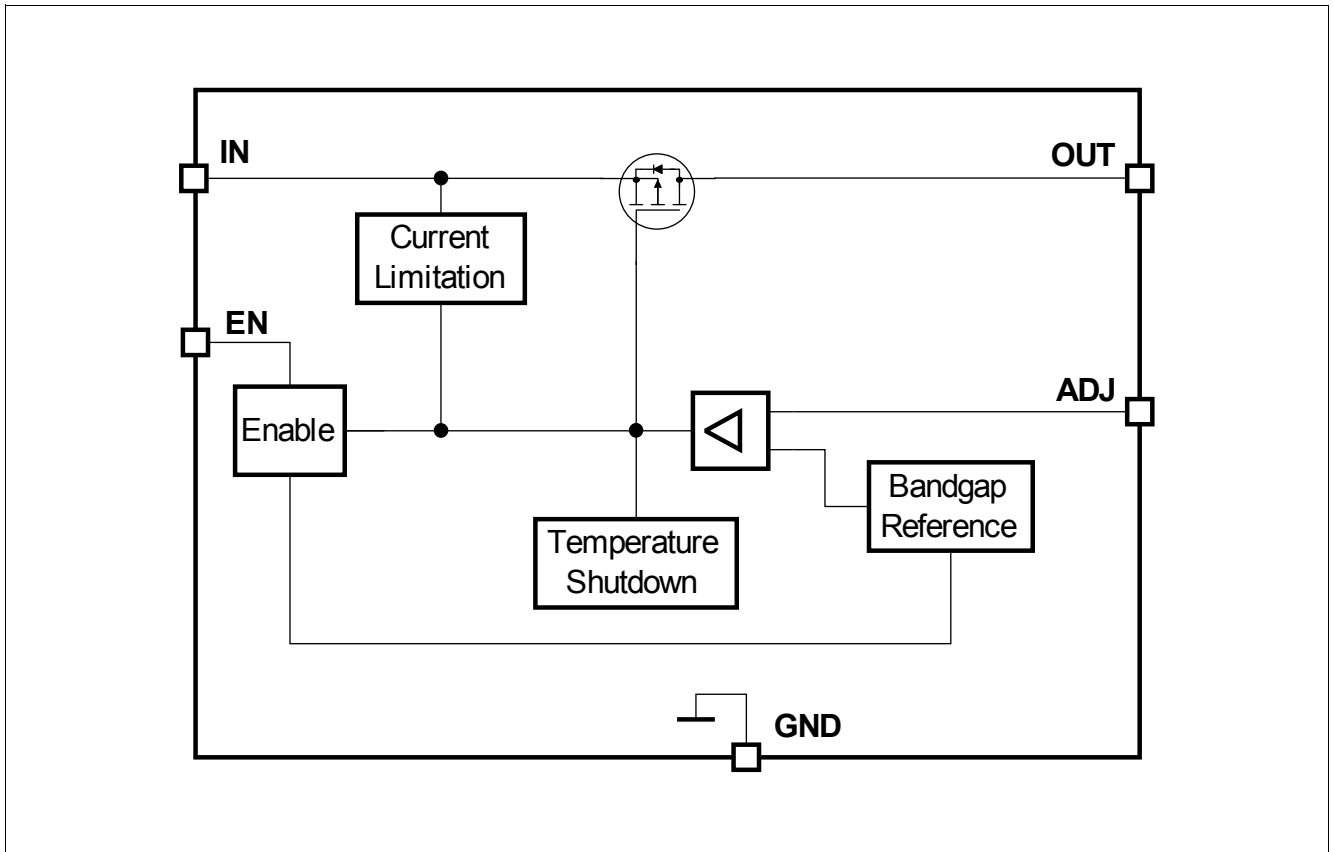 IN
OUT
Current
Limitation
EN
Enable
ADJ
Bandgap
Reference
Temperature
Shutdown
GND